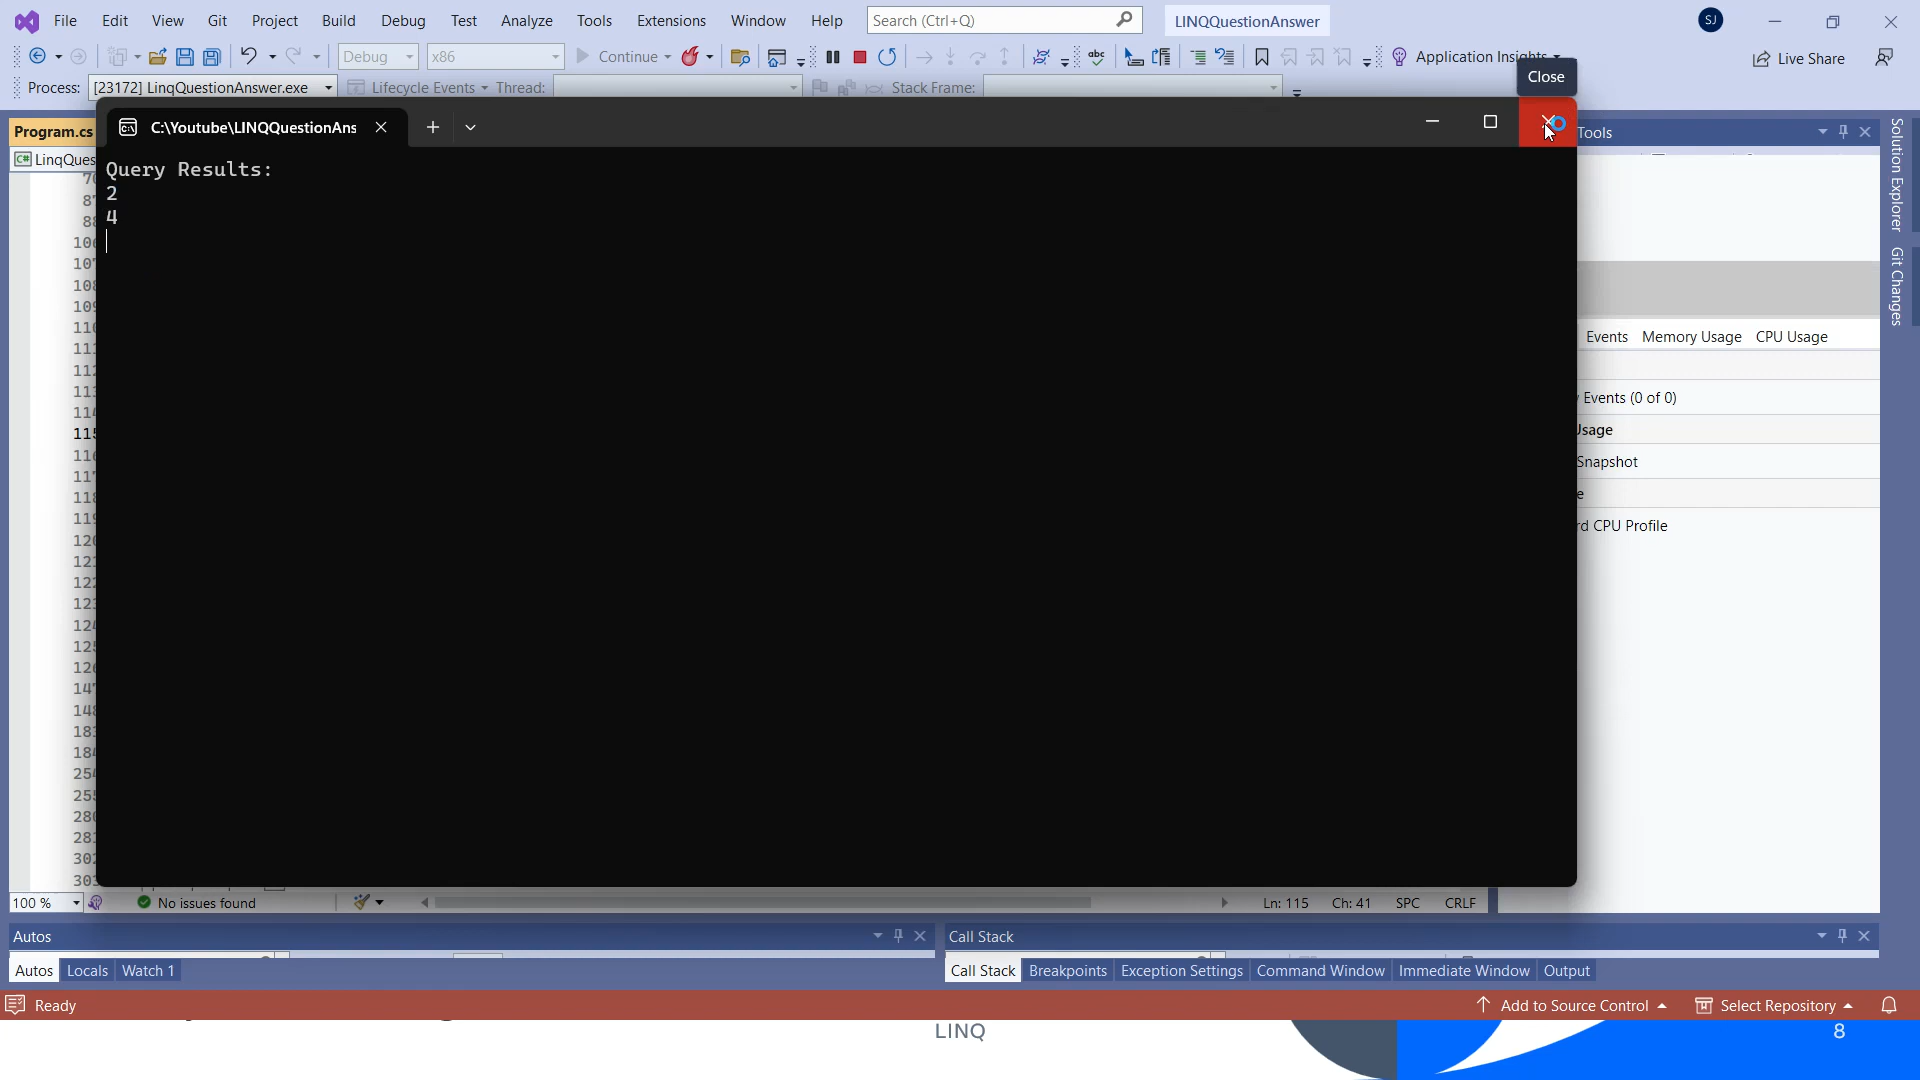 File Edit View Git Project Build Debug Test Analyze Tools Extensions Window Help Search (Ctrl+Q) LINQQuestionAnswer SJ
Debug x86 Continue Application Insights Live Share
Close
Process: [23172] LinqQuestionAnswer.exe Lifecycle Events Thread: Stack Frame:
Program.cs C:\Youtube\LINQQuestionAns Tools
LinqQues
Query Results:
2
4
Solution Explorer
Git Changes
Events Memory Usage CPU Usage
Events (0 of 0)
Usage
Snapshot
CPU Profile
100 % No issues found Ln: 115 Ch: 41 SPC CRLF
Autos Call Stack
Autos Locals Watch 1 Call Stack Breakpoints Exception Settings Command Window Immediate Window Output
Ready Add to Source Control Select Repository
LINQ 8